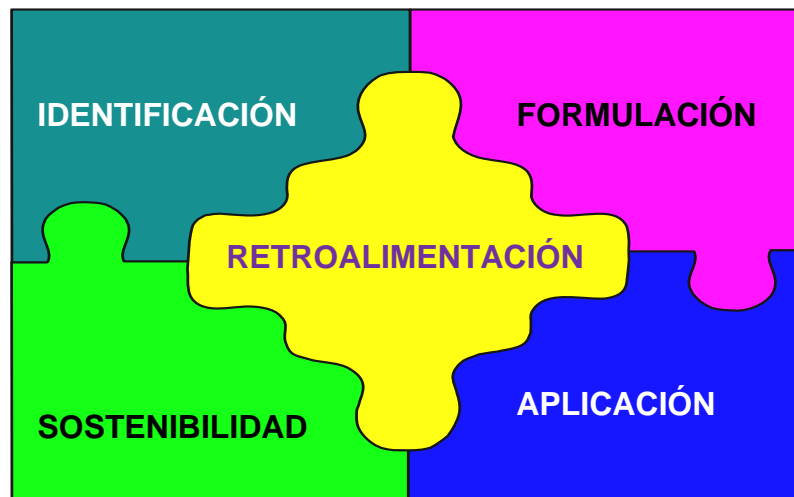 IDENTIFICACIÓN
FORMULACIÓN
RETROALIMENTACIÓN
SOSTENIBILIDAD
APLICACIÓN